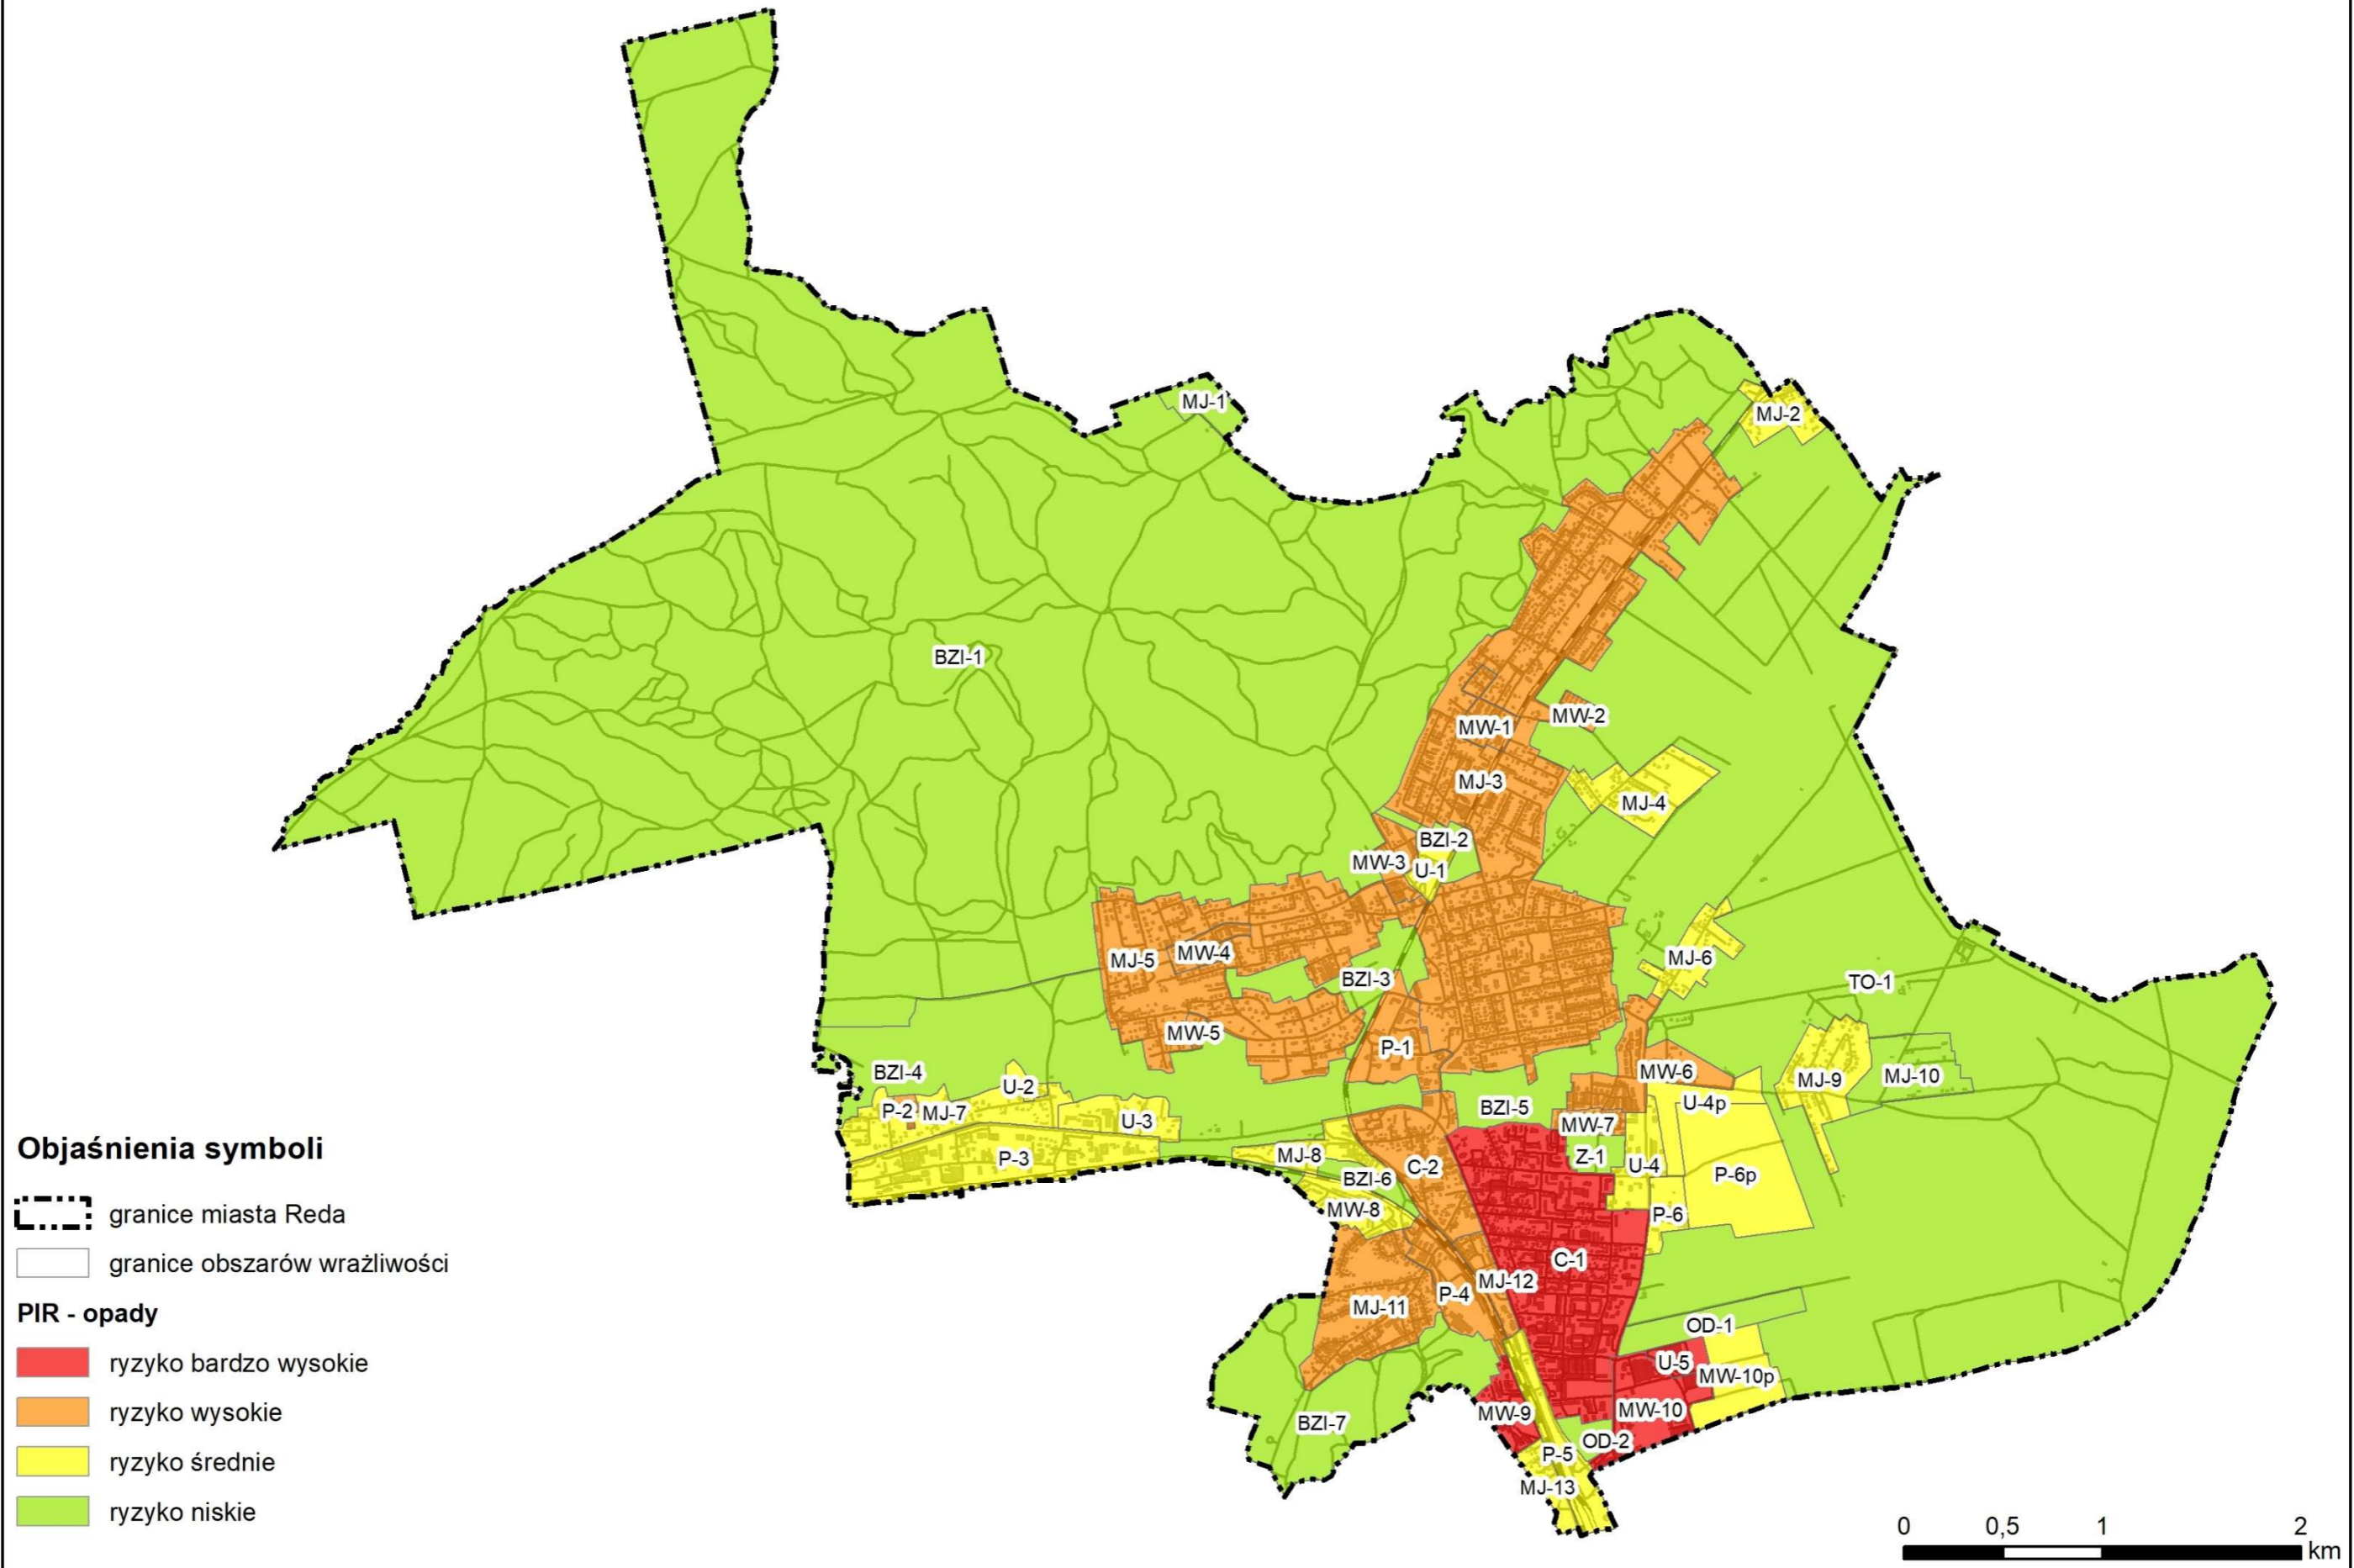 MJ-1
MJ-2
BZI-1
MW-2
MW-1
MJ-3
MJ-4
BZI-2
MW-3
U-1
MW-4
MJ-5
MJ-6
BZI-3
TO-1
MW-5
P-1
BZI-4
MW-6
MJ-10
MJ-9
U-2
U-4p
P-2
MJ-7
BZI-5
U-3
MW-7
MJ-8
P-3
Z-1
C-2
U-4
P-6p
BZI-6
MW-8
P-6
C-1
MJ-12
P-4
MJ-11
OD-1
U-5
MW-10p
MW-9
MW-10
BZI-7
OD-2
P-5
MJ-13
Objaśnienia symboli
granice miasta Reda
granice obszarów wrażliwości
PIR - opady
ryzyko bardzo wysokie
ryzyko wysokie
ryzyko średnie
ryzyko niskie
0 0,5 1 2
km